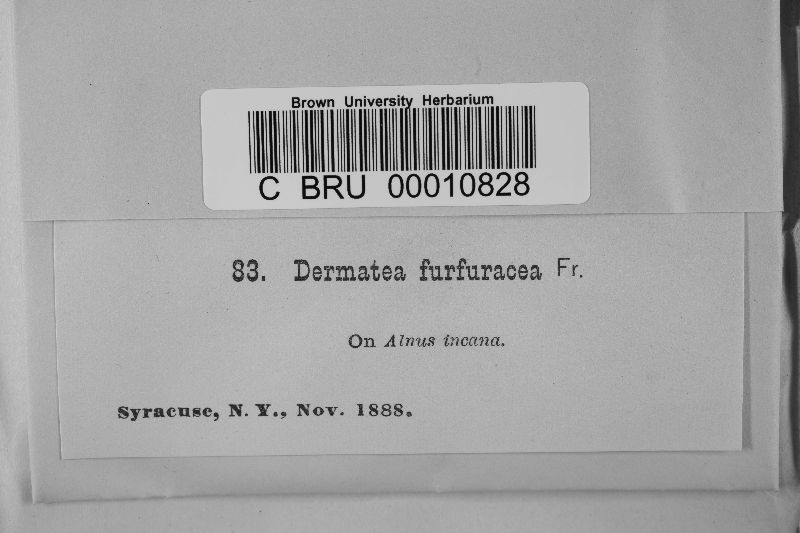 Brown University Herbarium
C BRU 00010828
83. Dermatea furfuracea Fr.
On Alnus incana.
Syracuse, N. Y., Nov. 1888.